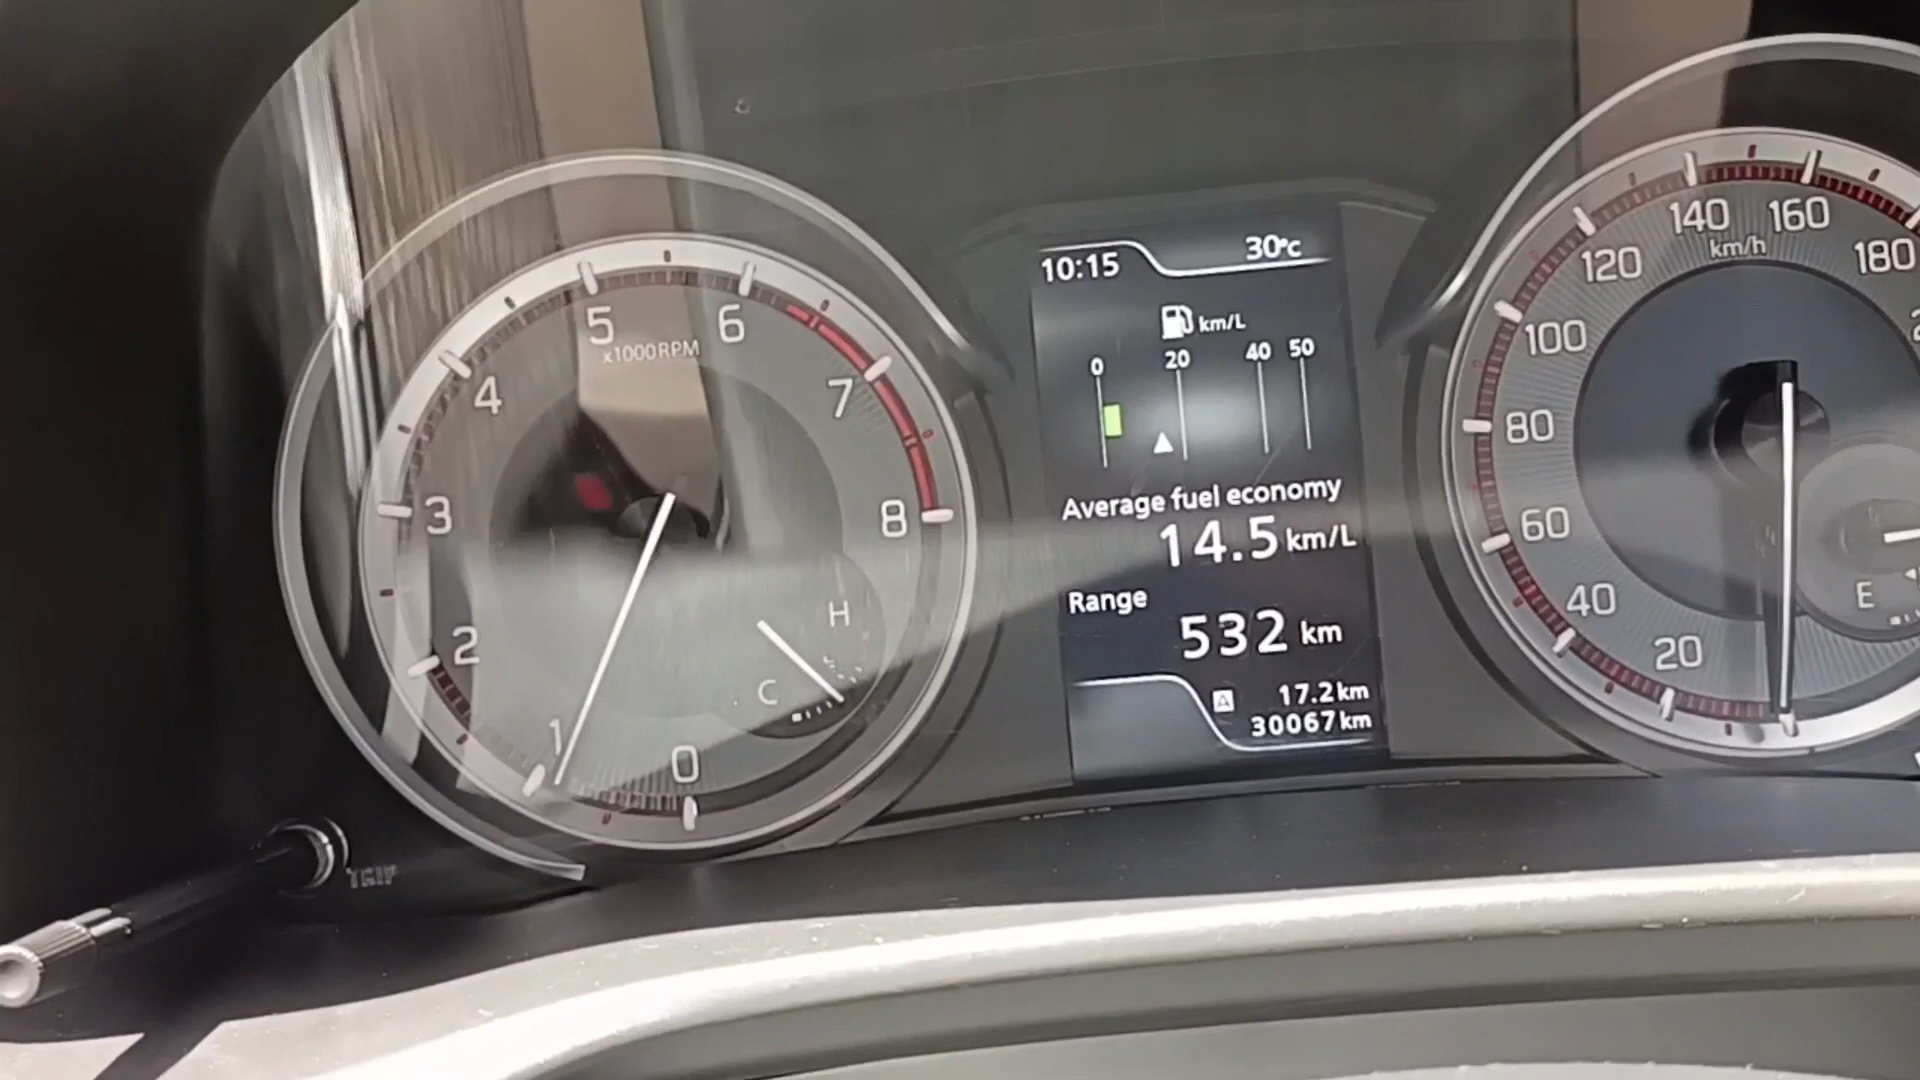 5 6
x1000RPM
4 7
3 8
2 H
C
1 0
TRIP
10:15 30°C
km/L
0 20 40 50
Average fuel economy
14.5 km/L
Range
532 km
A 17.2 km
30067 km
140 160
km/h
120 180
100
80
60
40 E
20